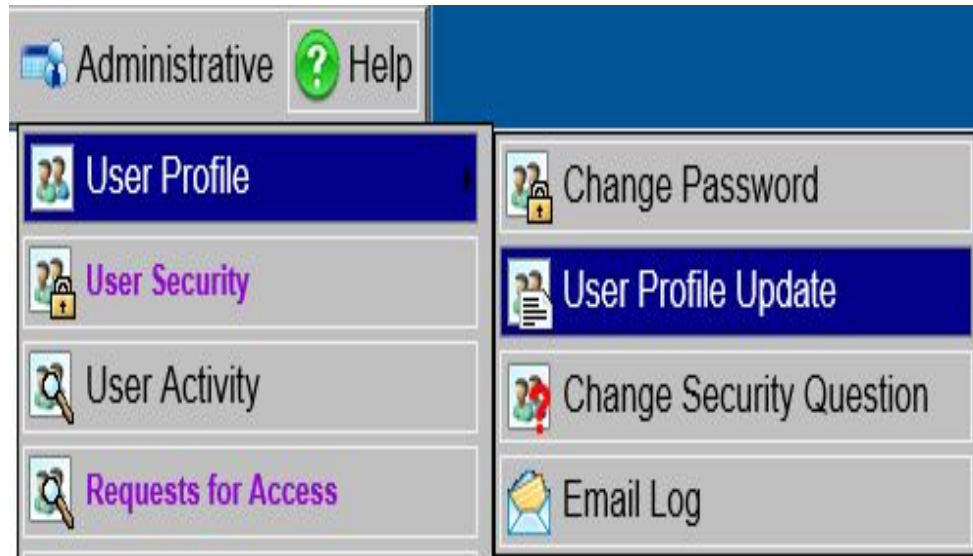 Administrative Help
User Profile
User Security
User Activity
Requests for Access
Change Password
User Profile Update
Change Security Question
Email Log